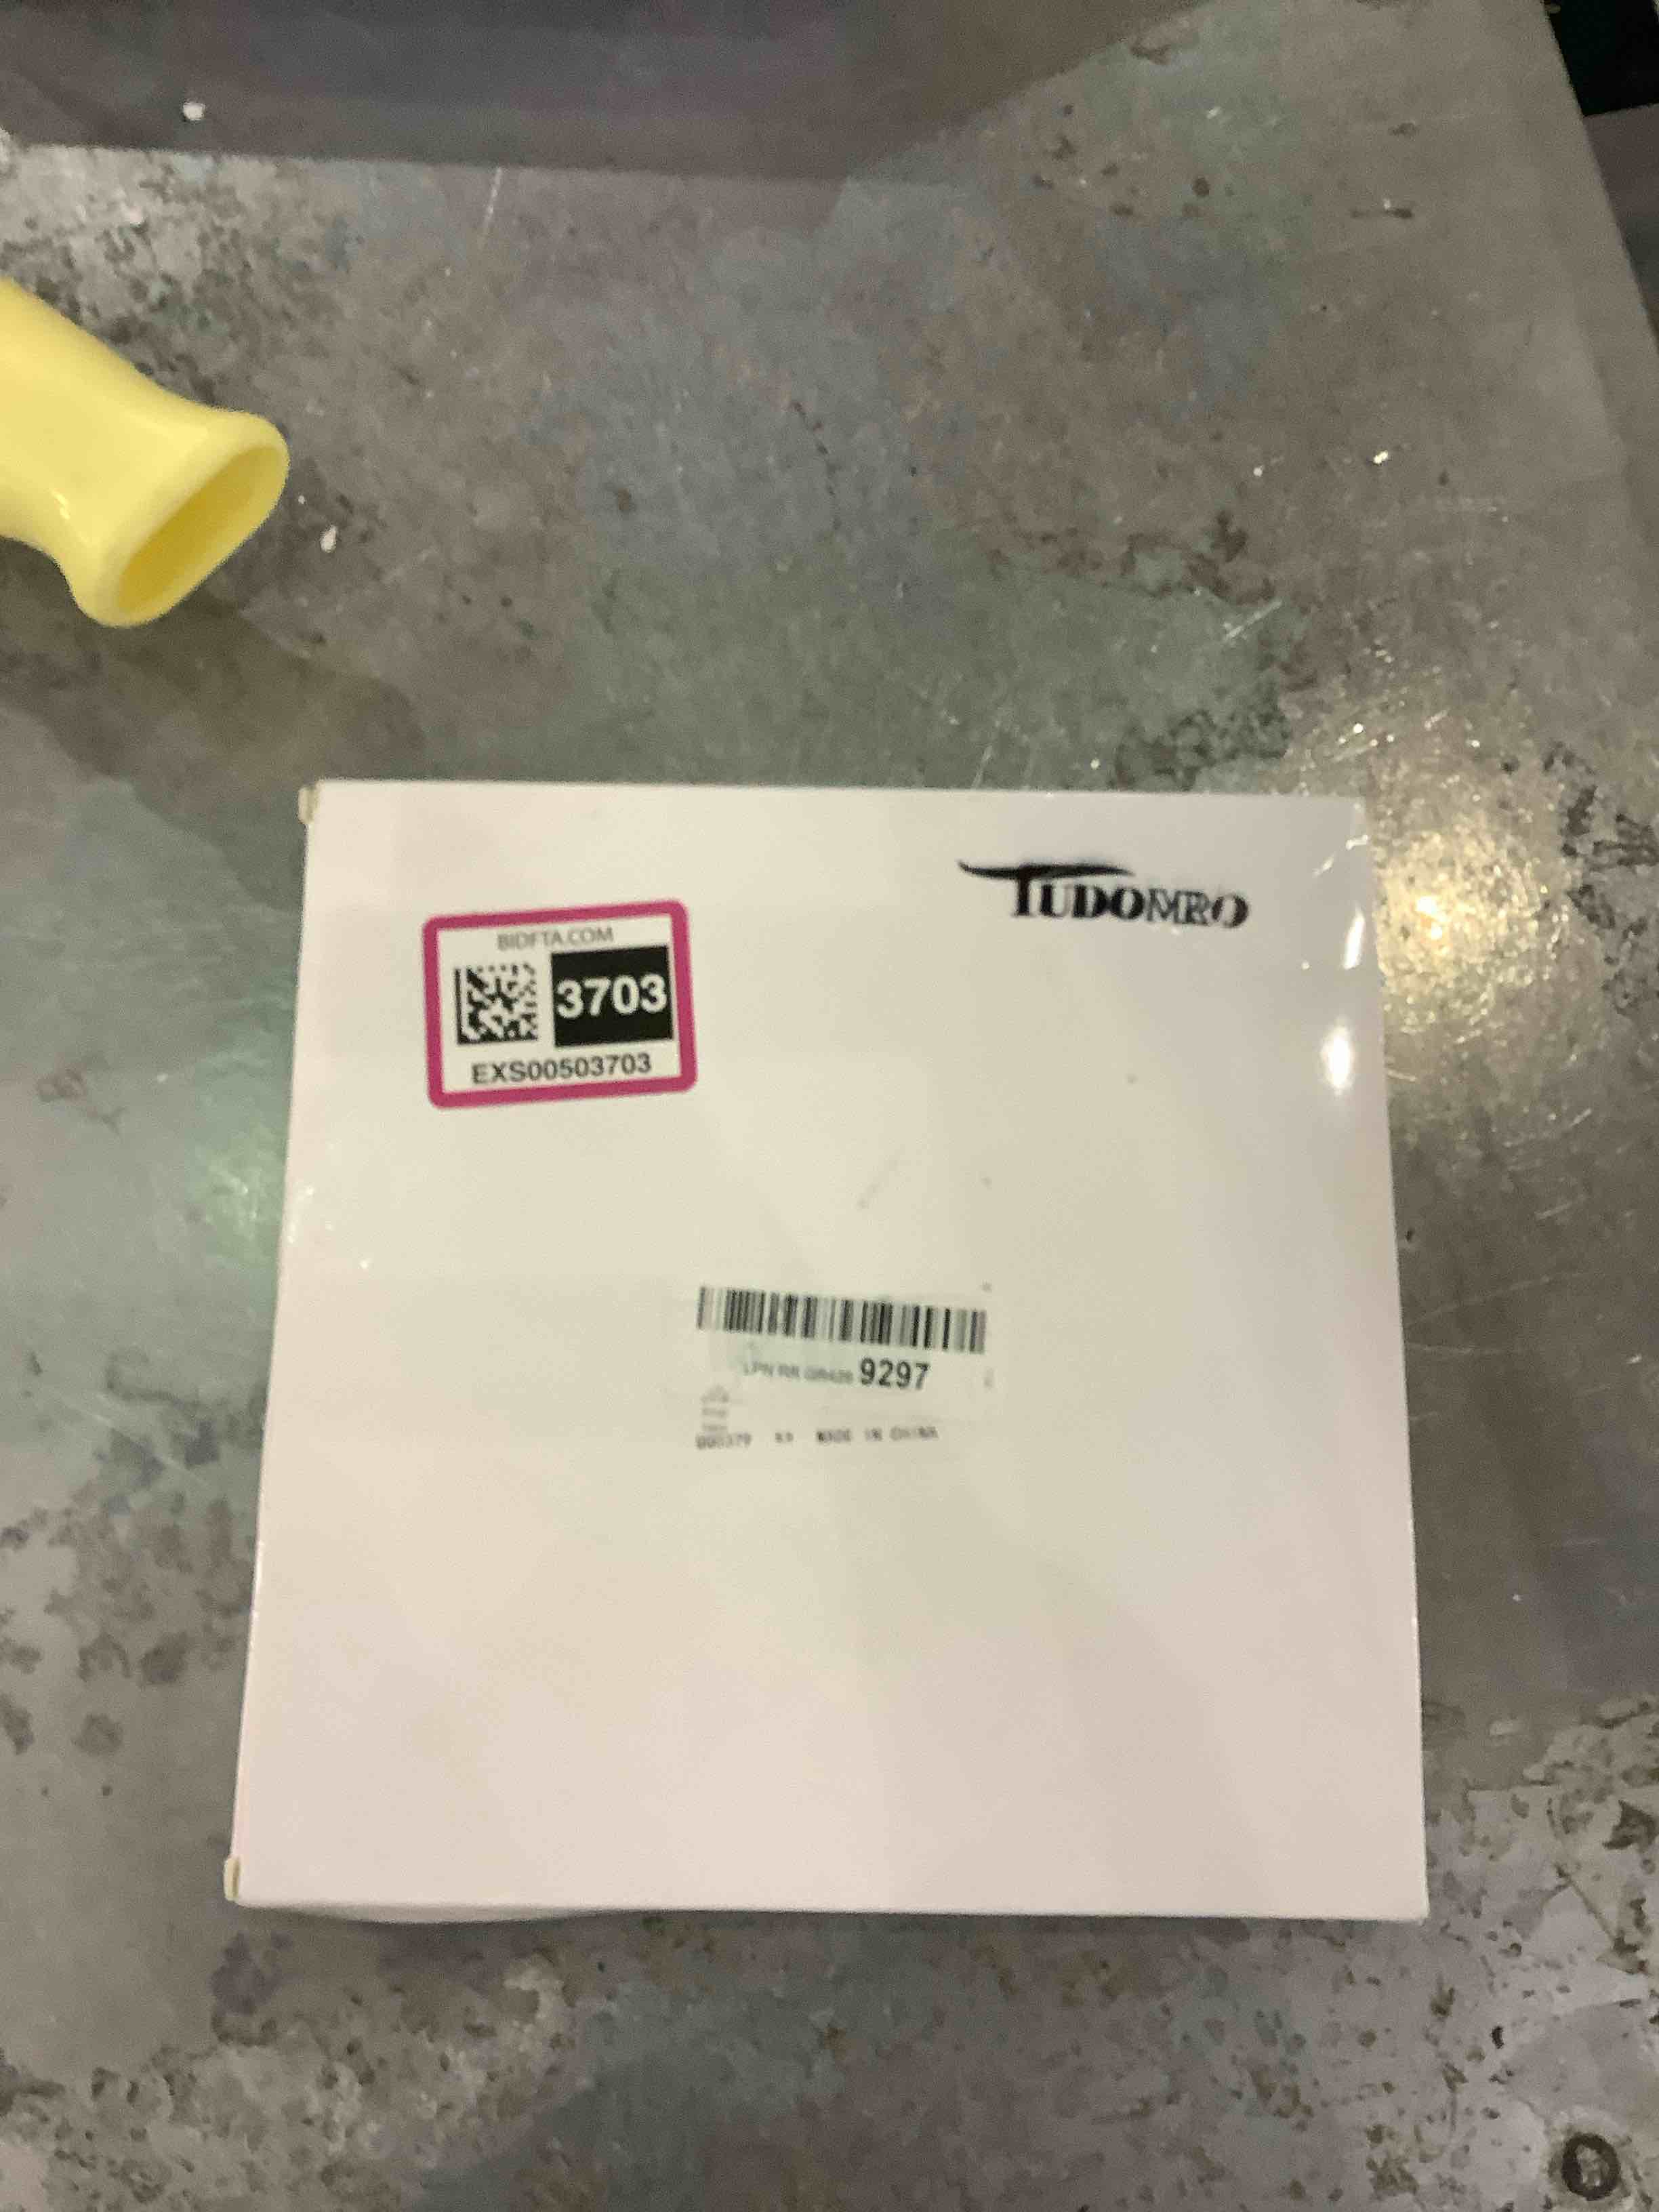 TUDOMRO
BIDFTA.COM
3703
EXS00503703
9297
MADE IN CHINA